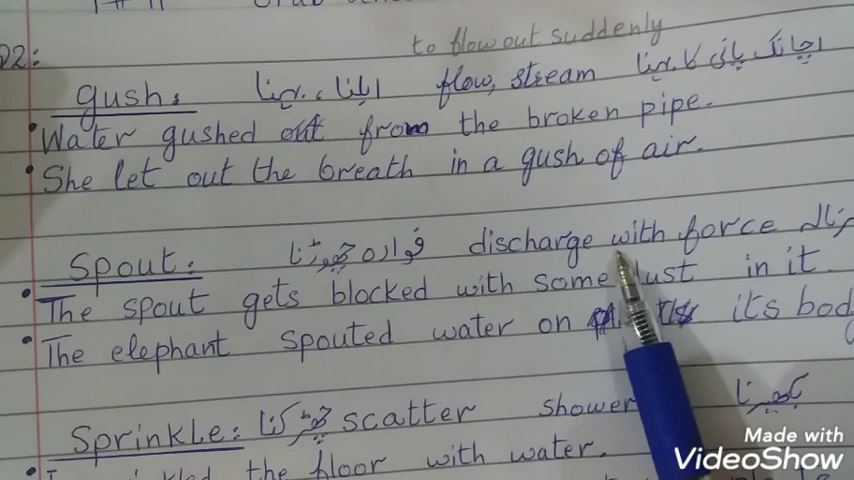 to flow out suddenly
22:
gush: ابلنا، بہنا flow, stream اچانک پانی کا بہنا
• Water gushed out from the broken pipe.
• She let out the breath in a gush of air.
Spout: فوارہ چھوٹنا discharge with force
• The spout gets blocked with some dust in it.
• The elephant spouted water on its body
Sprinkle: چھڑکنا scatter shower بکھیرنا
the floor with water.
Made with
VideoShow